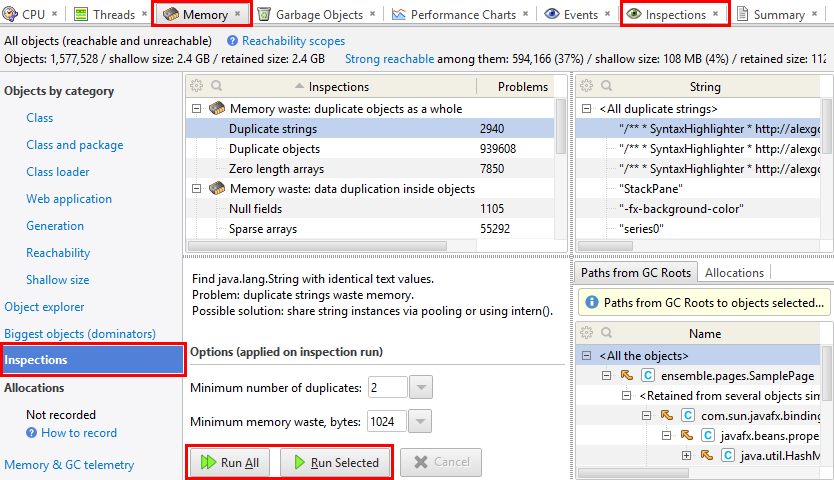 CPU × Threads × Memory × Garbage Objects × Performance Charts × Events × Inspections × Summary ×
All objects (reachable and unreachable) Reachability scopes
Objects: 1,577,528 / shallow size: 2.4 GB / retained size: 2.4 GB Strong reachable among them: 594,166 (37%) / shallow size: 108 MB (4%) / retained size: 112
Objects by category
Class
Class and package
Class loader
Web application
Generation
Reachability
Shallow size
Object explorer
Biggest objects (dominators)
Inspections
Allocations
Not recorded
How to record
Memory & GC telemetry
Inspections Problems
Memory waste: duplicate objects as a whole
Duplicate strings 2940
Duplicate objects 939608
Zero length arrays 7850
Memory waste: data duplication inside objects
Null fields 1105
Sparse arrays 55292
Find java.lang.String with identical text values.
Problem: duplicate strings waste memory.
Possible solution: share string instances via pooling or using intern().
Options (applied on inspection run)
Minimum number of duplicates: 2
Minimum memory waste, bytes: 1024
Run All Run Selected Cancel
String
<All duplicate strings>
"/** * SyntaxHighlighter * http://alexgo
"/** * SyntaxHighlighter * http://alexgo
"/** * SyntaxHighlighter * http://alexgo
"StackPane"
"-fx-background-color"
"series0"
Paths from GC Roots Allocations
Paths from GC Roots to objects selected...
Name
<All the objects>
C ensemble.pages.SamplePage
<Retained from several objects sim
C com.sun.javafx.binding
C javafx.beans.prope
C java.util.HashM